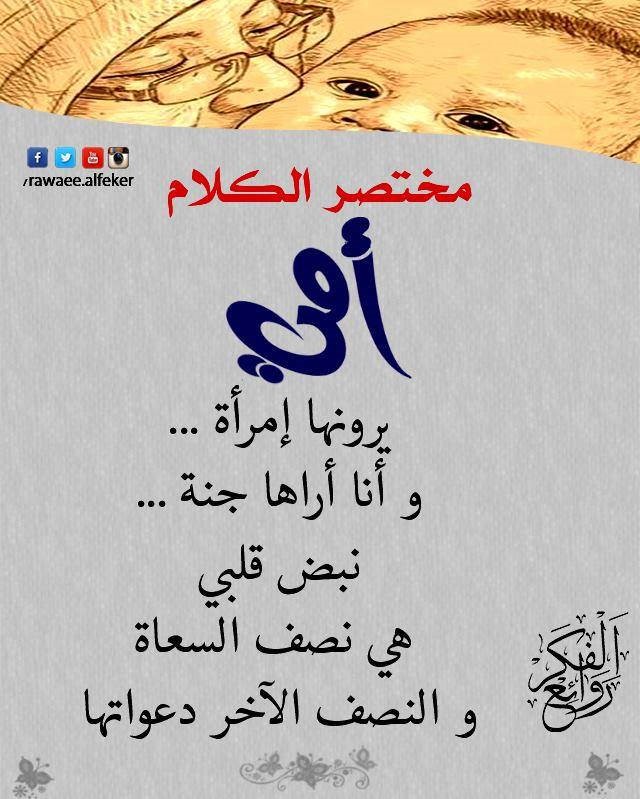 /rawaee.alfeker
مختصر الكلام
أمي
يرونها إمرأة ...
و أنا أراها جنة ...
نبض قلبي
هي نصف السعاة
و النصف الآخر دعواتها
روائع الفكر